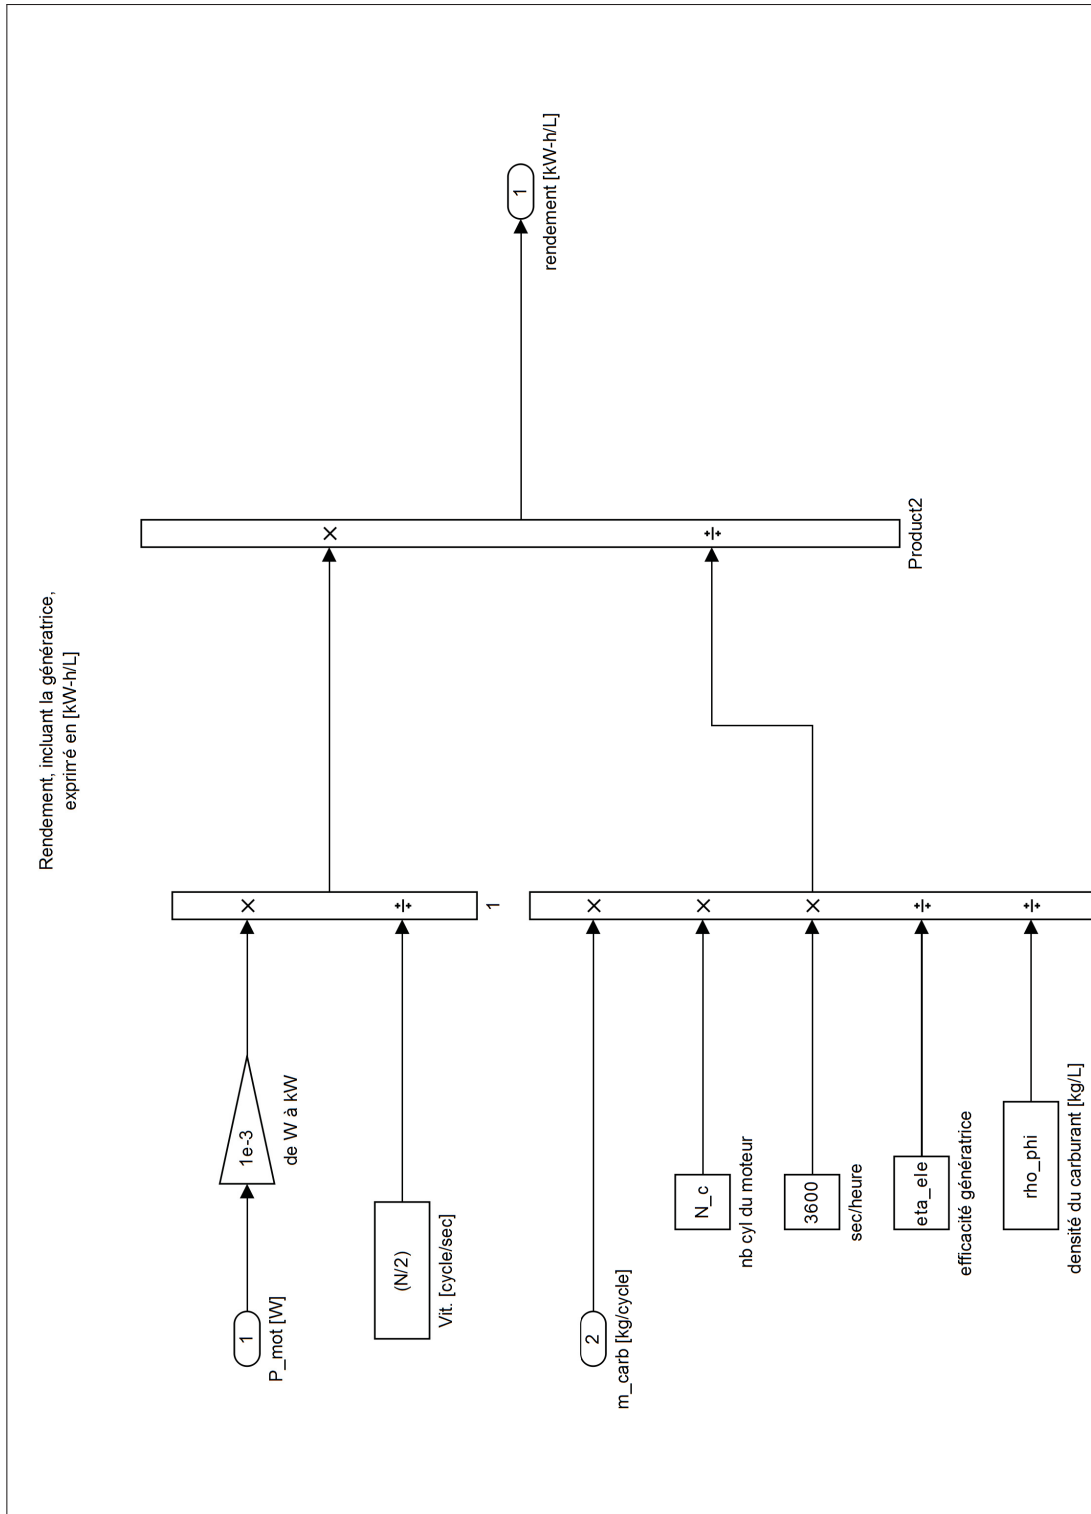 Rendement, incluant la génératrice,
exprimé en [kW-h/L]
1
P_mot [W]
1e-3
de W à kW
(N/2)
Vit. [cycle/sec]
×
÷
1
2
m_carb [kg/cycle]
N_c
nb cyl du moteur
3600
sec/heure
eta_ele
efficacité génératrice
rho_phi
densité du carburant [kg/L]
×
×
×
÷
÷
×
÷
Product2
1
rendement [kW-h/L]